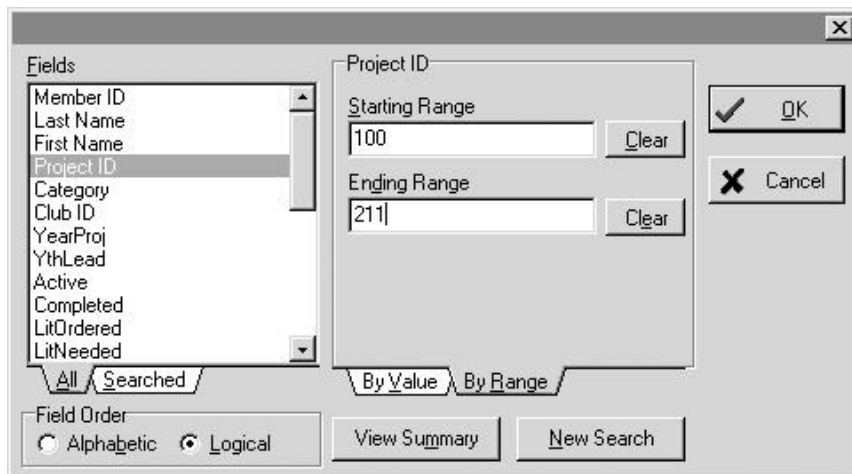 Fields
Member ID
Last Name
First Name
Project ID
Category
Club ID
YearProj
YthLead
Active
Completed
LitOrdered
LitNeeded
All
Searched
Project ID
Starting Range
100
Clear
Ending Range
211
Clear
By Value
By Range
OK
Cancel
Field Order
Alphabetic
Logical
View Summary
New Search